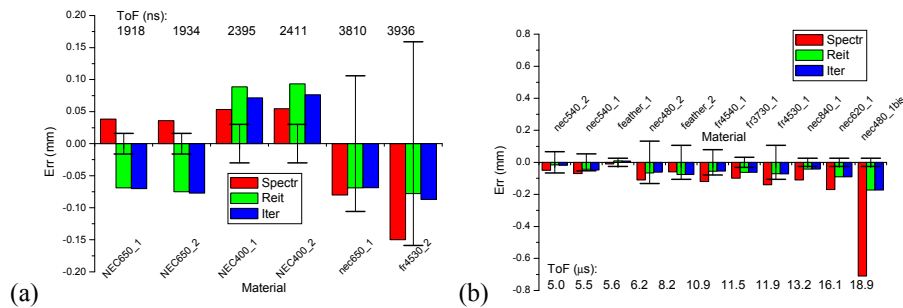 ToF (ns):
1918 1934 2395 2411 3810 3936
0.20
0.15
0.10
0.05
0.00
-0.05
-0.10
-0.15
0.20
Err (mm)
Spectr
Reit
Iter
NEC650_1 NEC650_2 NEC400_1 NEC400_2 nec650_1 fr4530_2
Material
(a)
0.8
0.6
0.4
0.2
0.0
-0.2
-0.4
-0.6
-0.8
Err (mm)
Spectr
Reit
Iter
nec540_2 nec540_1 feather_1 nec480_2 feather_2 fr4540_1 fr3730_1 fr4530_1 nec840_1 nec620_1 nec480_1bis
Material
ToF (µs):
5.0 5.5 5.6 6.2 8.2 10.9 11.5 11.9 13.2 16.1 18.9
(b)